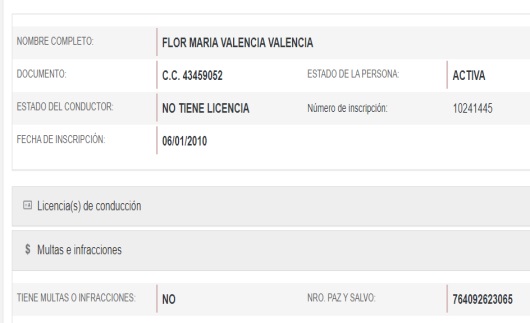 NOMBRE COMPLETO: FLOR MARIA VALENCIA VALENCIA
DOCUMENTO: C.C. 43459052 ESTADO DE LA PERSONA: ACTIVA
ESTADO DEL CONDUCTOR: NO TIENE LICENCIA Número de inscripción: 10241445
FECHA DE INSCRIPCIÓN: 06/01/2010
Licencia(s) de conducción
$ Multas e infracciones
TIENE MULTAS O INFRACCIONES: NO NRO. PAZ Y SALVO: 764092623065